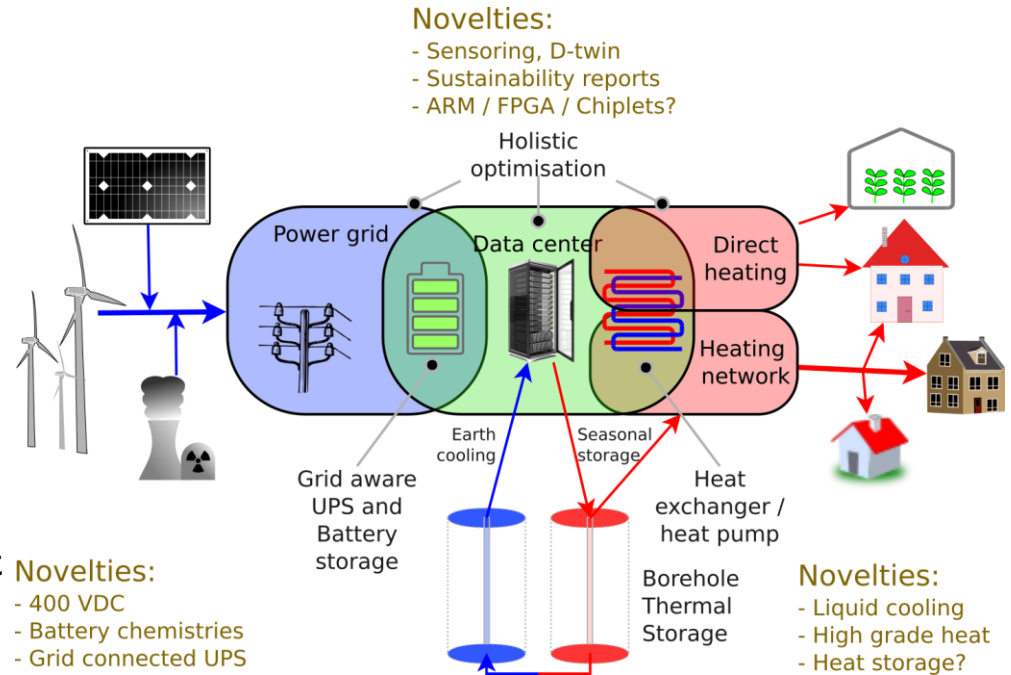 Novelties:
- Sensoring, D-twin
- Sustainability reports
- ARM / FPGA / Chiplets?
Holistic
optimisation
Power grid
Data center
Direct
heating
Heating
network
Earth
cooling
Seasonal
storage
Grid aware
UPS and
Battery
storage
Heat
exchanger /
heat pump
Borehole
Thermal
Storage
Novelties:
- 400 VDC
- Battery chemistries
- Grid connected UPS
Novelties:
- Liquid cooling
- High grade heat
- Heat storage?